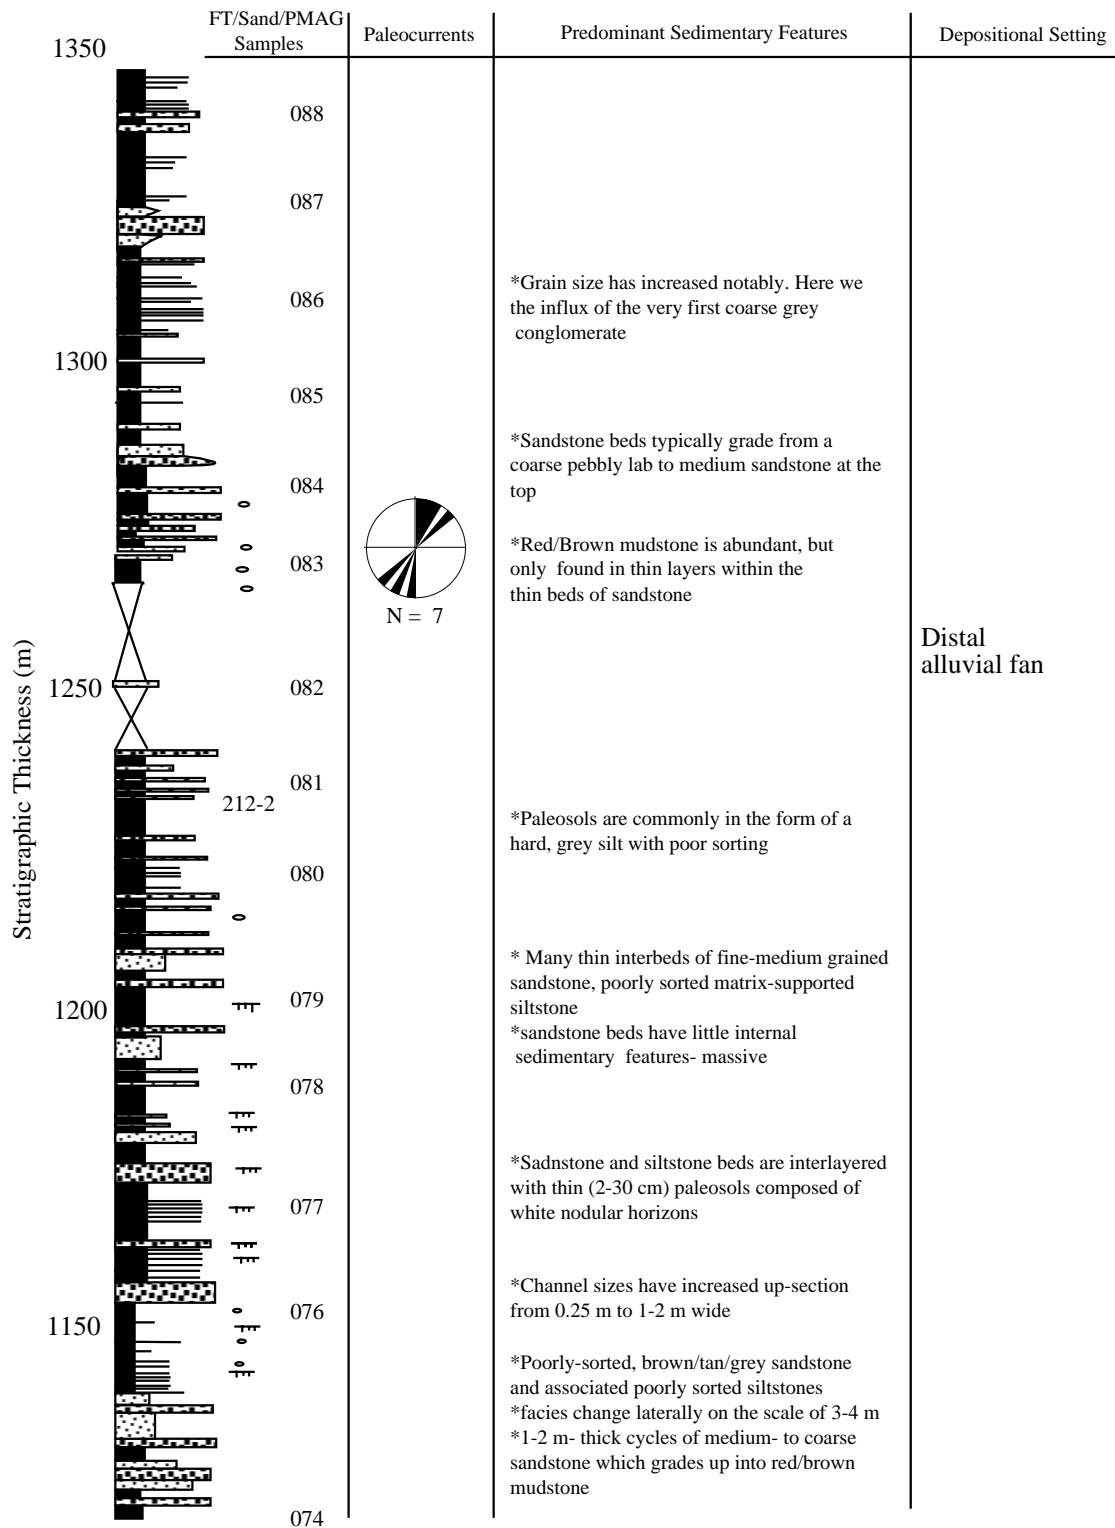 FT/Sand/PMAG
Samples
Paleocurrents
Predominant Sedimentary Features
Depositional Setting
1350
088
087
*Grain size has increased notably. Here we
the influx of the very first coarse grey
conglomerate
086
1300
085
*Sandstone beds typically grade from a
coarse pebbly lab to medium sandstone at the
top
084
*Red/Brown mudstone is abundant, but
only found in thin layers within the
thin beds of sandstone
083
N = 7
Distal
alluvial fan
Stratigraphic Thickness (m)
1250
082
081
212-2
*Paleosols are commonly in the form of a
hard, grey silt with poor sorting
080
* Many thin interbeds of fine-medium grained
sandstone, poorly sorted matrix-supported
siltstone
*sandstone beds have little internal
sedimentary features- massive
079
1200
078
*Sadnstone and siltstone beds are interlayered
with thin (2-30 cm) paleosols composed of
white nodular horizons
077
*Channel sizes have increased up-section
from 0.25 m to 1-2 m wide
076
1150
*Poorly-sorted, brown/tan/grey sandstone
and associated poorly sorted siltstones
*facies change laterally on the scale of 3-4 m
*1-2 m- thick cycles of medium- to coarse
sandstone which grades up into red/brown
mudstone
074